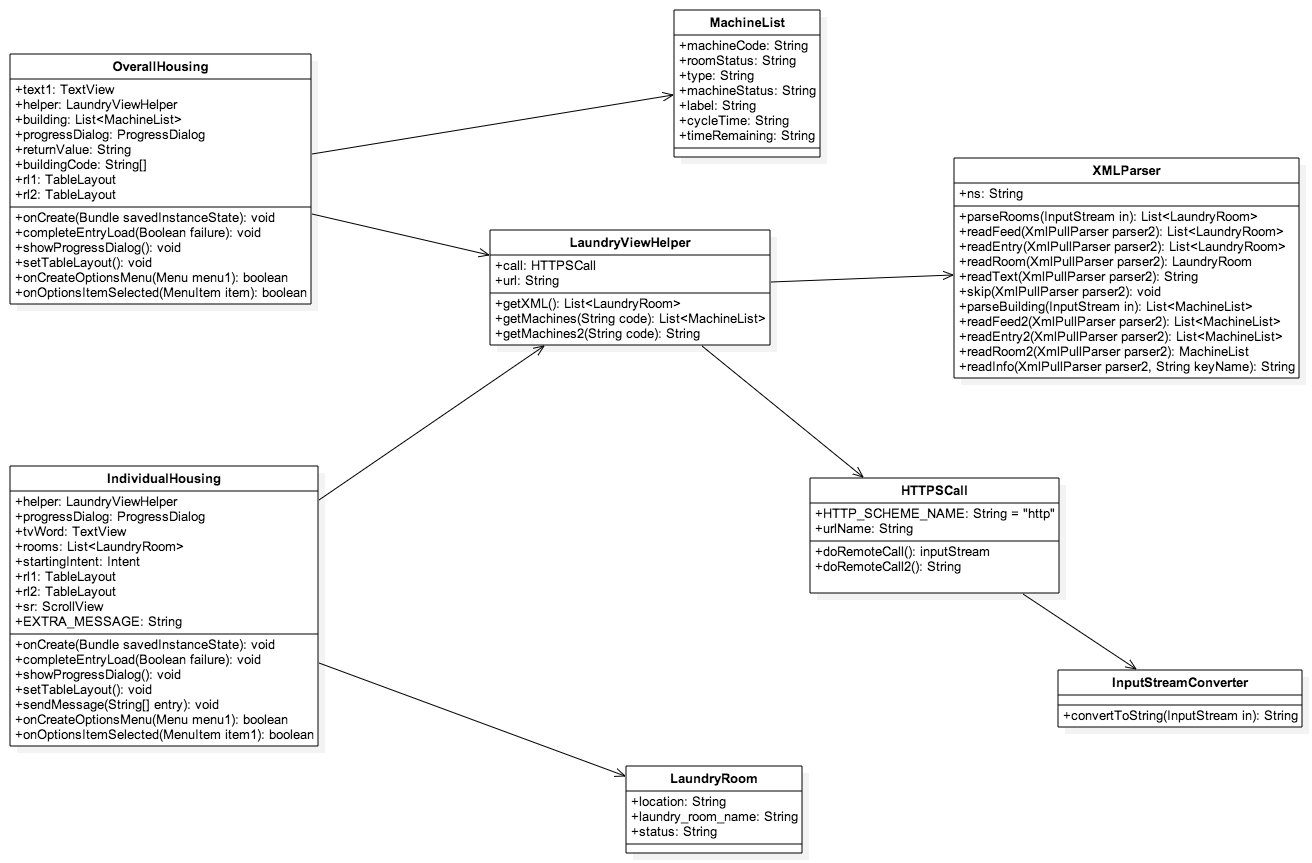 MachineList
+machineCode: String
+roomStatus: String
+type: String
+machineStatus: String
+label: String
+cycleTime: String
+timeRemaining: String
OverallHousing
+text1: TextView
+helper: LaundryViewHelper
+building: List<MachineList>
+progressDialog: ProgressDialog
+returnValue: String
+buildingCode: String[]
+rl1: TableLayout
+rl2: TableLayout
+onCreate(Bundle savedInstanceState): void
+completeEntryLoad(Boolean failure): void
+showProgressDialog(): void
+setTableLayout(): void
+onCreateOptionsMenu(Menu menu1): boolean
+onOptionsItemSelected(MenuItem item): boolean
XMLParser
+ns: String
+parseRooms(InputStream in): List<LaundryRoom>
+readFeed(XmlPullParser parser2): List<LaundryRoom>
+readEntry(XmlPullParser parser2): List<LaundryRoom>
+readRoom(XmlPullParser parser2): LaundryRoom
+readText(XmlPullParser parser2): String
+skip(XmlPullParser parser2): void
+parseBuilding(InputStream in): List<MachineList>
+readFeed2(XmlPullParser parser2): List<MachineList>
+readEntry2(XmlPullParser parser2): List<MachineList>
+readRoom2(XmlPullParser parser2): MachineList
+readInfo(XmlPullParser parser2, String keyName): String
LaundryViewHelper
+call: HTTPSCall
+url: String
+getXML(): List<LaundryRoom>
+getMachines(String code): List<MachineList>
+getMachines2(String code): String
IndividualHousing
+helper: LaundryViewHelper
+progressDialog: ProgressDialog
+tvWord: TextView
+rooms: List<LaundryRoom>
+startingIntent: Intent
+rl1: TableLayout
+rl2: TableLayout
+sr: ScrollView
+EXTRA_MESSAGE: String
+onCreate(Bundle savedInstanceState): void
+completeEntryLoad(Boolean failure): void
+showProgressDialog(): void
+setTableLayout(): void
+sendMessage(String[] entry): void
+onCreateOptionsMenu(Menu menu1): boolean
+onOptionsItemSelected(MenuItem item1): boolean
HTTPSCall
+HTTP_SCHEME_NAME: String = "http"
+urlName: String
+doRemoteCall(): inputStream
+doRemoteCall2(): String
InputStreamConverter
+convertToString(InputStream in): String
LaundryRoom
+location: String
+laundry_room_name: String
+status: String